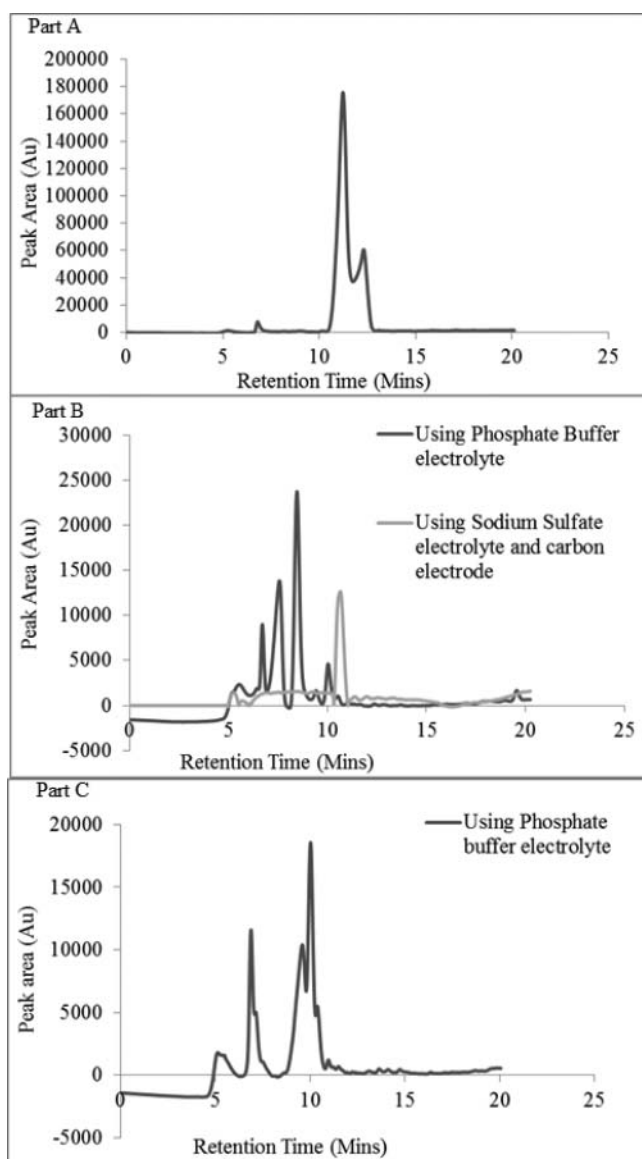 Part A
200000
180000
160000
140000
120000
100000
80000
60000
40000
20000
0
Peak Area (Au)
0 5 10 15 20 25
Retention Time (Mins)
Part B
30000
25000
20000
15000
10000
5000
0
-5000
Peak Area (Au)
Using Phosphate Buffer
electrolyte
Using Sodium Sulfate
electrolyte and carbon
electrode
0 5 10 15 20 25
Retention Time (Mins)
Part C
20000
15000
10000
5000
0
-5000
Peak area (Au)
Using Phosphate
buffer electrolyte
0 5 10 15 20 25
Retention Time (Mins)